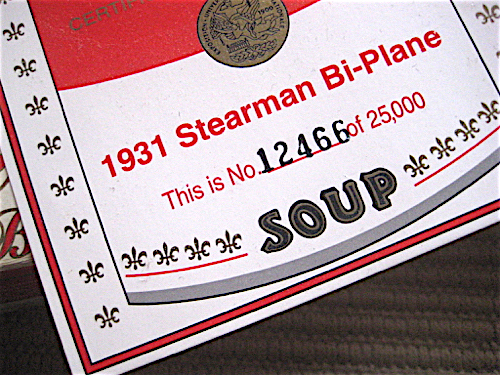 1931 Stearman Bi-Plane
This is No. 12466 of 25,000
SOUP